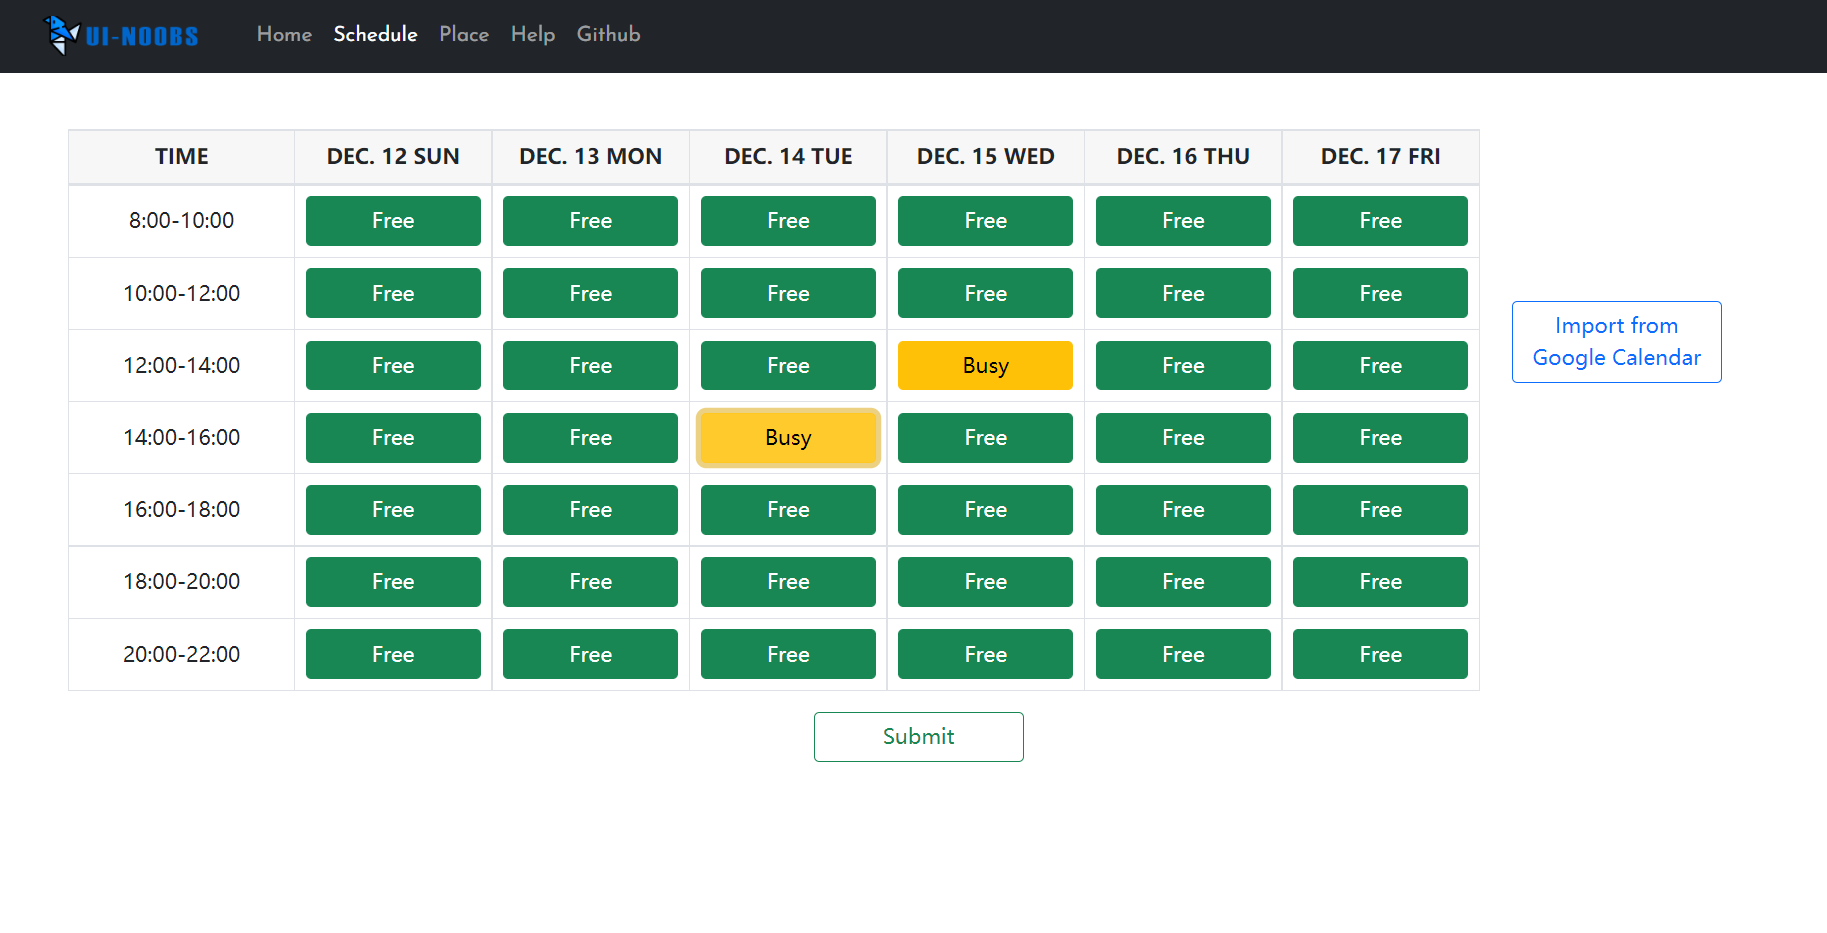 UI-NOOBS Home Schedule Place Help Github
TIME DEC. 12 SUN DEC. 13 MON DEC. 14 TUE DEC. 15 WED DEC. 16 THU DEC. 17 FRI
8:00-10:00 Free Free Free Free Free Free
10:00-12:00 Free Free Free Free Free Free
12:00-14:00 Free Free Free Busy Free Free
14:00-16:00 Free Free Busy Free Free Free
16:00-18:00 Free Free Free Free Free Free
18:00-20:00 Free Free Free Free Free Free
20:00-22:00 Free Free Free Free Free Free
Import from
Google Calendar
Submit